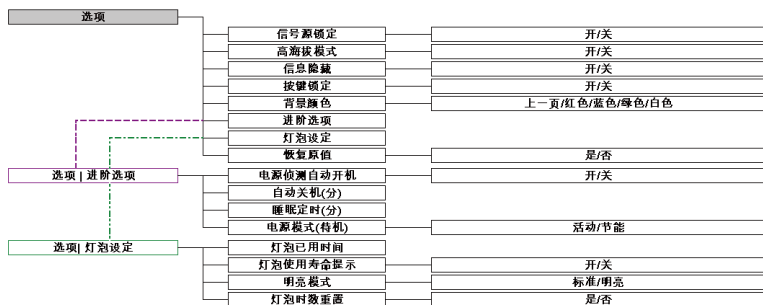 选项
信号源锁定 开/关
高海拔模式 开/关
信息隐藏 开/关
按键锁定 开/关
背景颜色 上一页/红色/蓝色/绿色/白色
进阶选项
灯泡设定
恢复原值 是/否
选项 | 进阶选项 电源侦测自动开机 开/关
自动关机(分)
睡眠定时(分)
电源模式(待机) 活动/节能
选项| 灯泡设定 灯泡已用时间
灯泡使用寿命提示 开/关
明亮模式 标准/明亮
灯泡时数重置 是/否